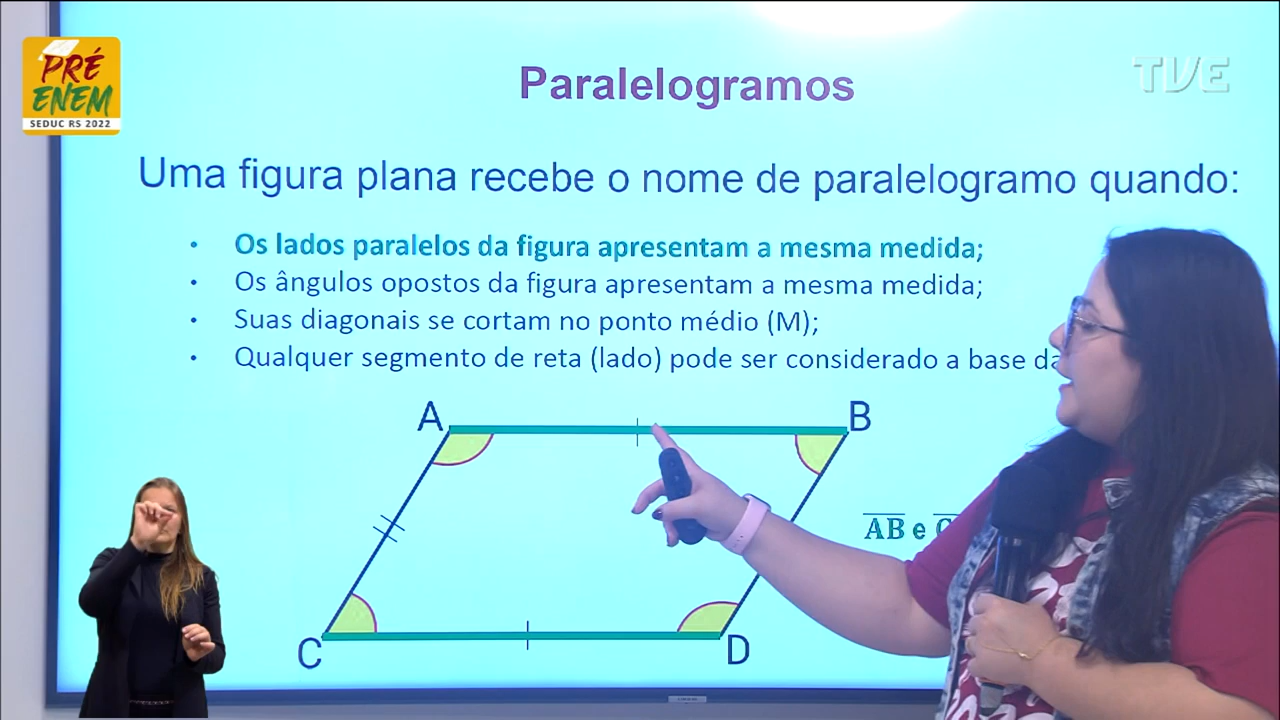 PRÉ
ENEM
SEDUC RS 2022
TVE
Paralelogramos
Uma figura plana recebe o nome de paralelogramo quando:
• Os lados paralelos da figura apresentam a mesma medida;
• Os ângulos opostos da figura apresentam a mesma medida;
• Suas diagonais se cortam no ponto médio (M);
• Qualquer segmento de reta (lado) pode ser considerado a base
A
B
AB e
C
D